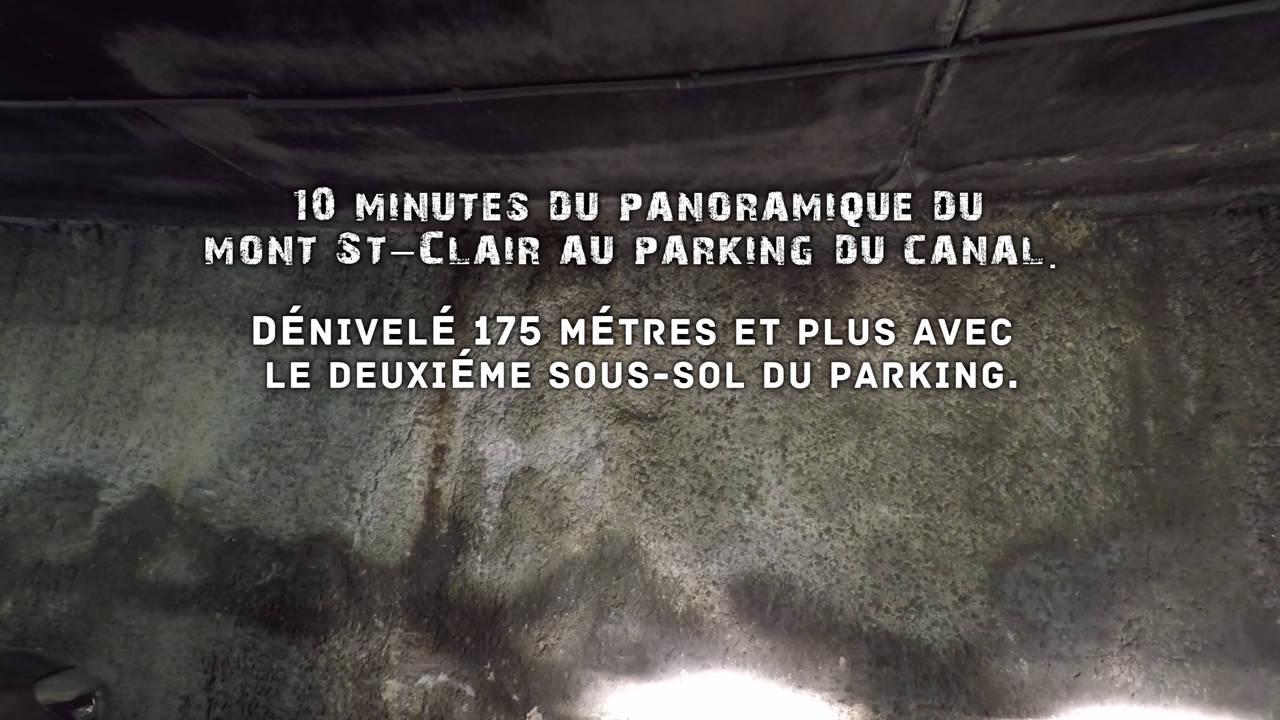 10 MINUTES DU PANORAMIQUE DU
MONT ST-CLAIR AU PARKING DU CANAL.
DÉNIVELÉ 175 MÉTRES ET PLUS AVEC
LE DEUXIÉME SOUS-SOL DU PARKING.